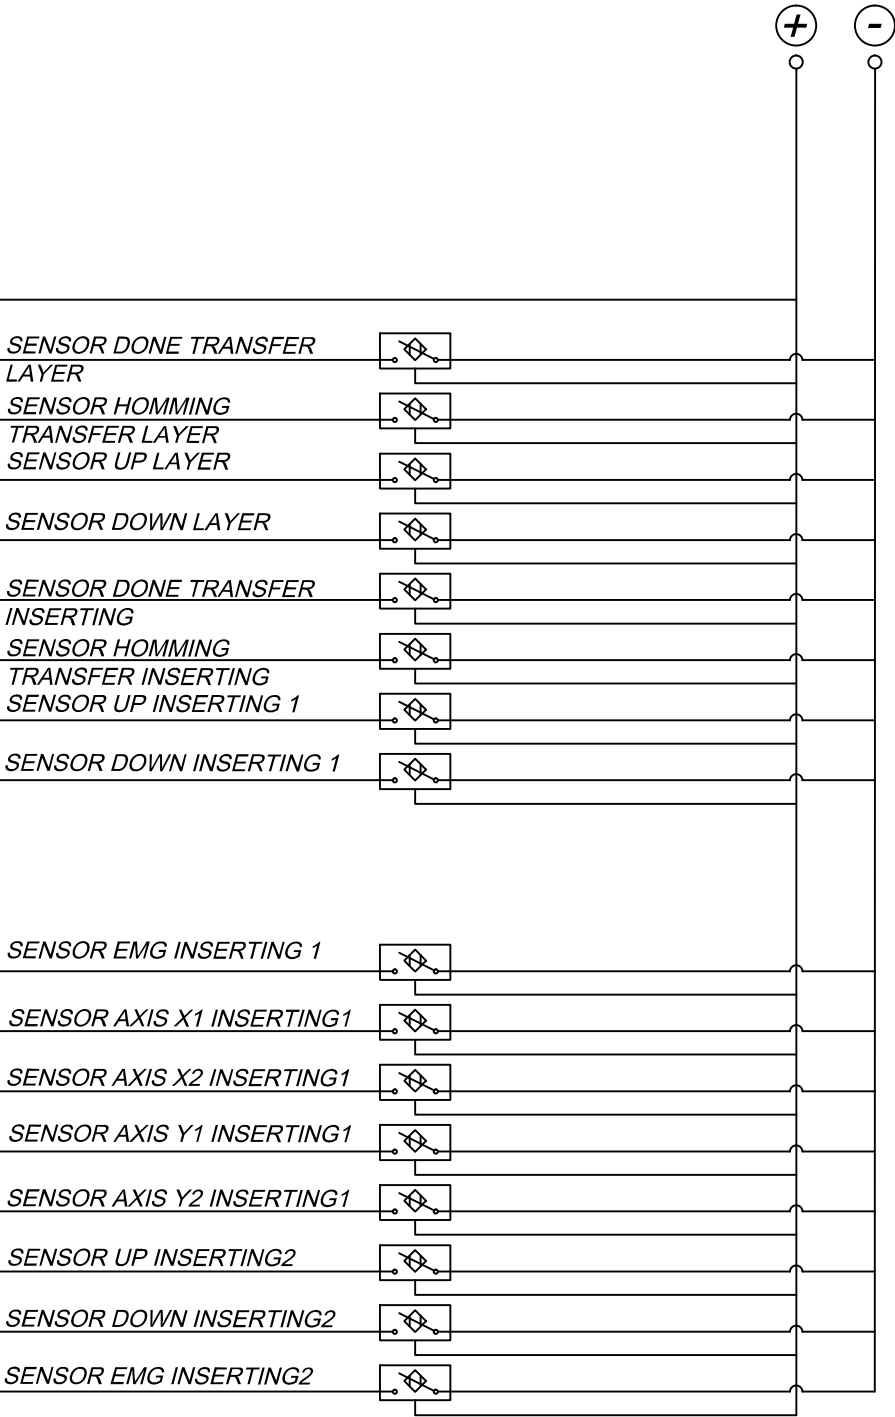 + -
SENSOR DONE TRANSFER
LAYER
SENSOR HOMMING
TRANSFER LAYER
SENSOR UP LAYER
SENSOR DOWN LAYER
SENSOR DONE TRANSFER
INSERTING
SENSOR HOMMING
TRANSFER INSERTING
SENSOR UP INSERTING 1
SENSOR DOWN INSERTING 1
SENSOR EMG INSERTING 1
SENSOR AXIS X1 INSERTING1
SENSOR AXIS X2 INSERTING1
SENSOR AXIS Y1 INSERTING1
SENSOR AXIS Y2 INSERTING1
SENSOR UP INSERTING2
SENSOR DOWN INSERTING2
SENSOR EMG INSERTING2